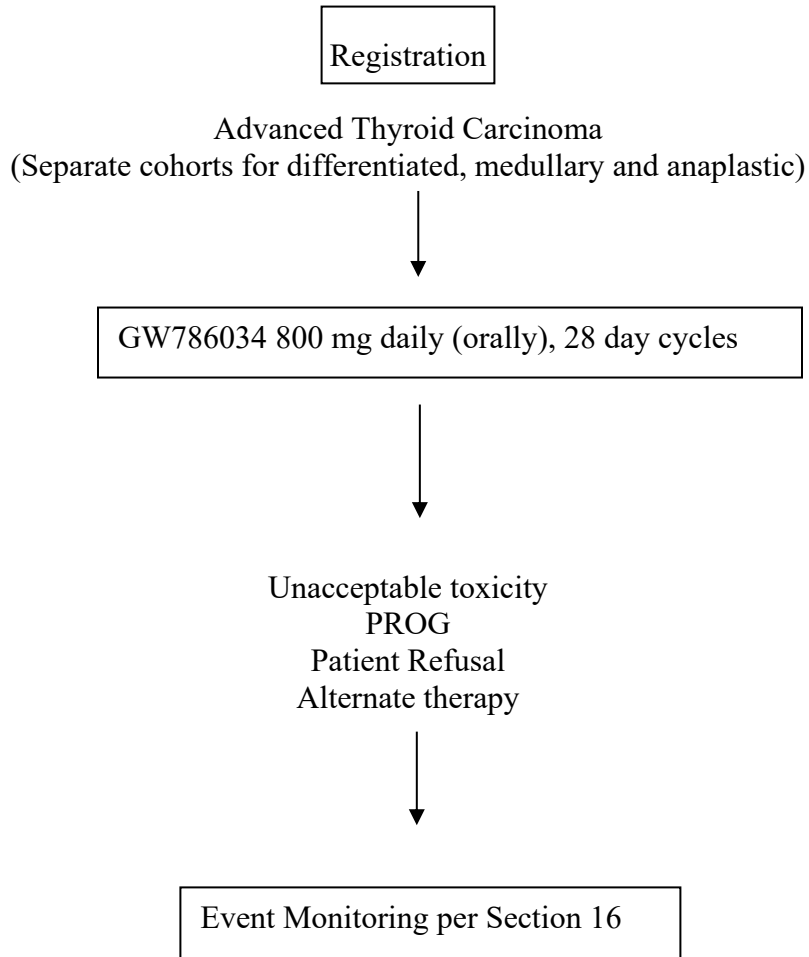 Registration
Advanced Thyroid Carcinoma
(Separate cohorts for differentiated, medullary and anaplastic)
GW786034 800 mg daily (orally), 28 day cycles
Unacceptable toxicity
PROG
Patient Refusal
Alternate therapy
Event Monitoring per Section 16